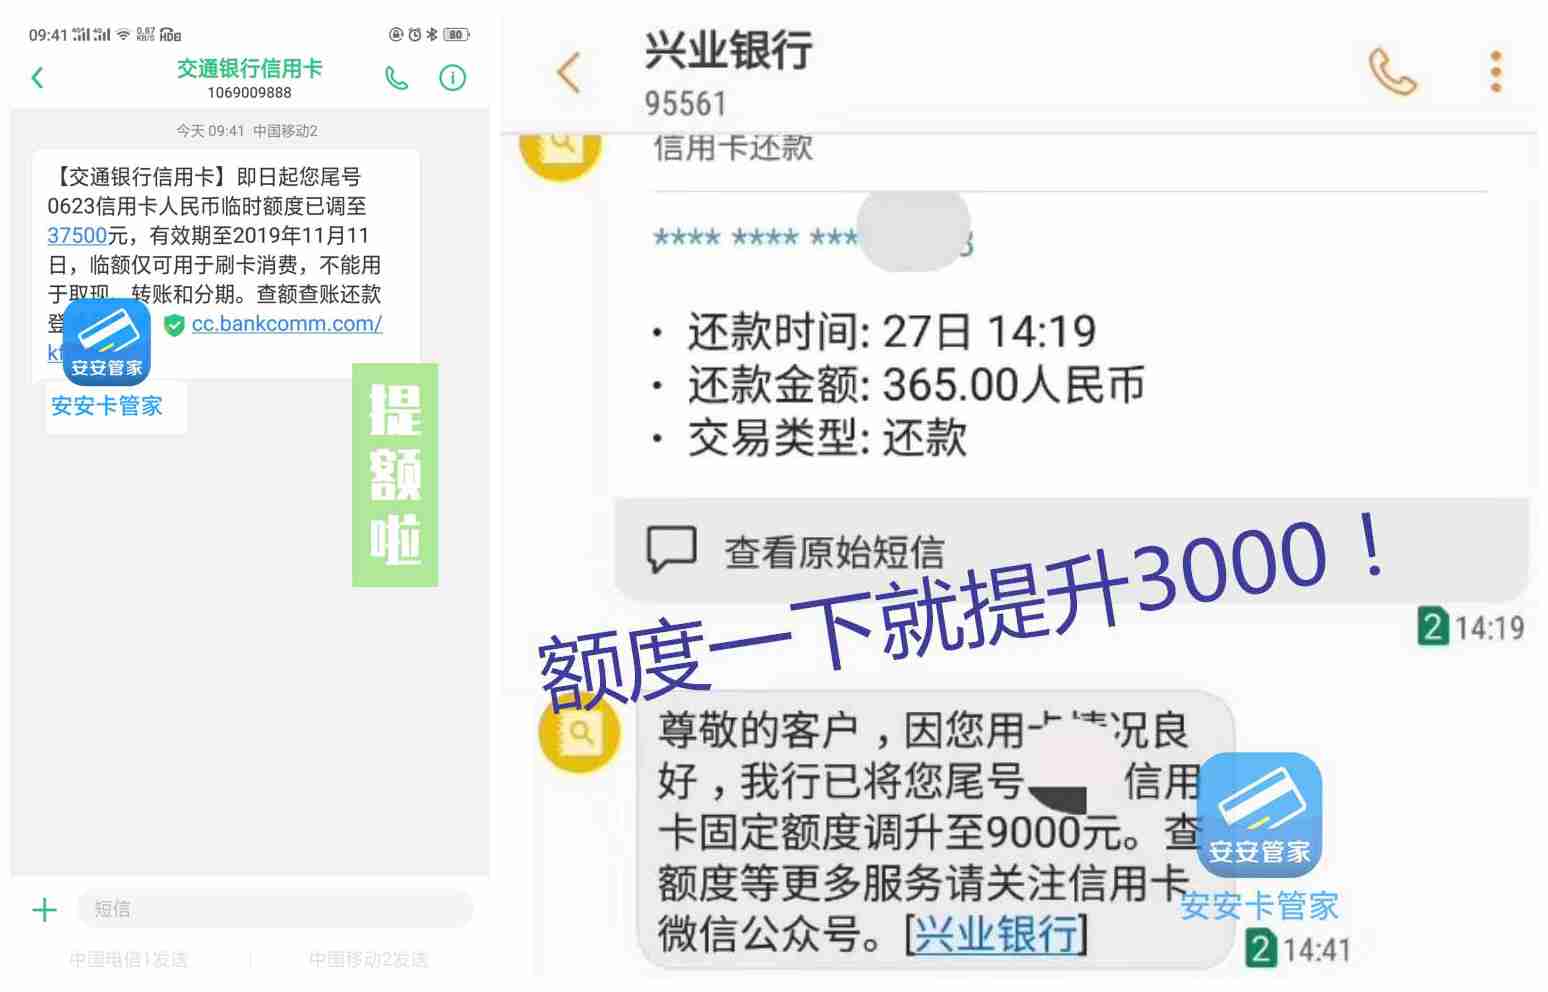 09:41
0.87
KB/S
HD
80
交通银行信用卡
1069009888
今天 09:41 中国移动2
【交通银行信用卡】即日起您尾号
0623信用卡人民币临时额度已调至
37500元，有效期至2019年11月11
日，临额仅可用于刷卡消费，不能用
于取现、转账和分期。查额查账还款
登 cc.bankcomm.com/
安安管家
安安卡管家
提
额
啦
短信
中国电信1发送
中国移动2发送
兴业银行
95561
信用卡还款
**** **** ***
· 还款时间: 27日 14:19
· 还款金额: 365.00人民币
· 交易类型: 还款
查看原始短信
额度一下就提升3000！
2 14:19
尊敬的客户，因您用卡情况良
好，我行已将您尾号 信用
卡固定额度调升至9000元。查
额度等更多服务请关注信用卡
微信公众号。[兴业银行]
安安管家
安安卡管家
2 14:41